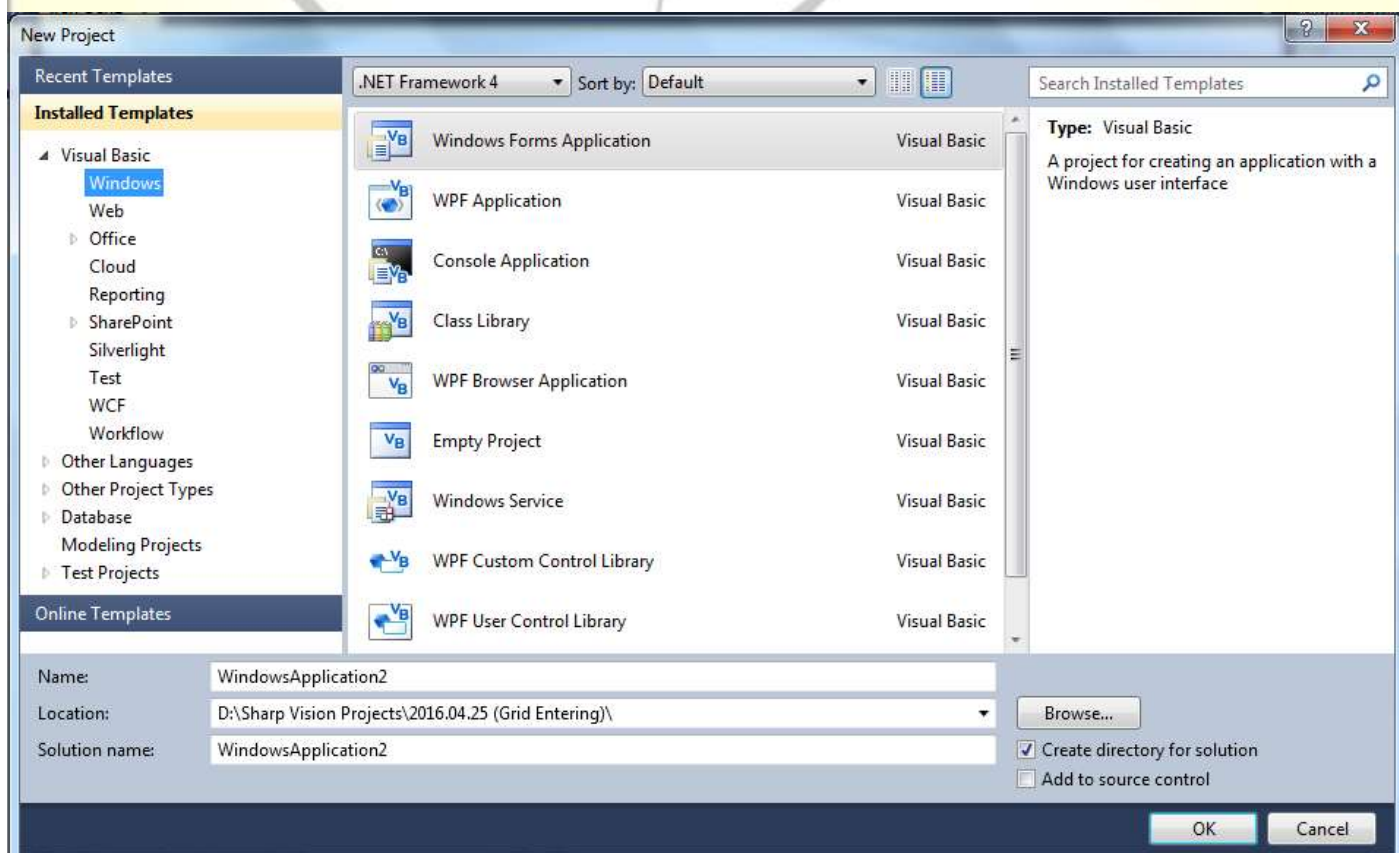 New Project
Recent Templates
.NET Framework 4 Sort by: Default
Search Installed Templates
Installed Templates
Visual Basic
Windows
Web
Office
Cloud
Reporting
SharePoint
Silverlight
Test
WCF
Workflow
Other Languages
Other Project Types
Database
Modeling Projects
Test Projects
Online Templates
Windows Forms Application Visual Basic
WPF Application Visual Basic
Console Application Visual Basic
Class Library Visual Basic
WPF Browser Application Visual Basic
Empty Project Visual Basic
Windows Service Visual Basic
WPF Custom Control Library Visual Basic
WPF User Control Library Visual Basic
Type: Visual Basic
A project for creating an application with a
Windows user interface
Name: WindowsApplication2
Location: D:\Sharp Vision Projects\2016.04.25 (Grid Entering)\ Browse...
Solution name: WindowsApplication2
Create directory for solution
Add to source control
OK Cancel